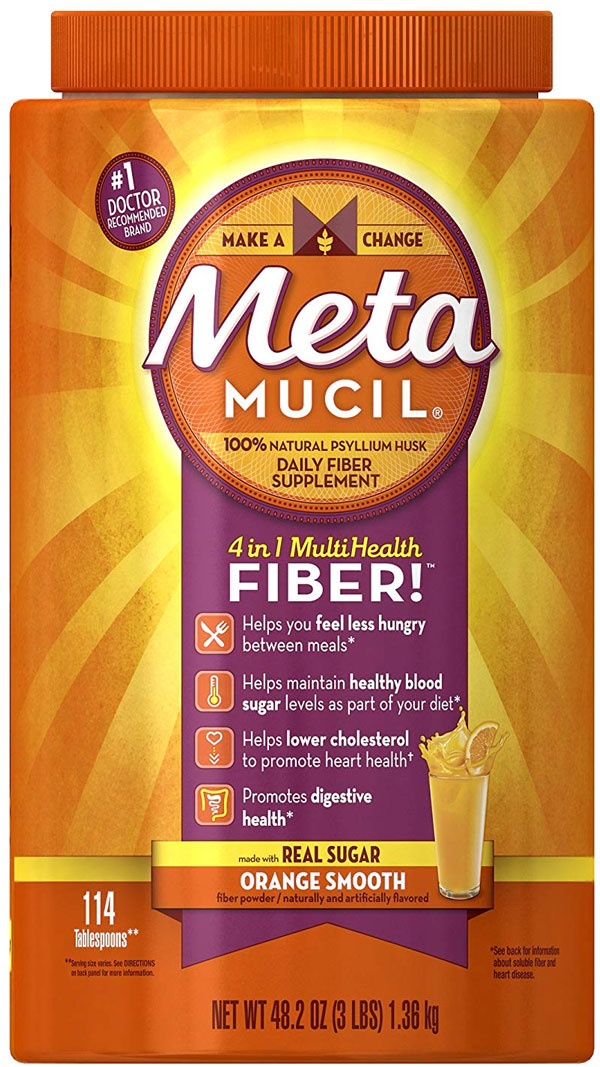 #1
DOCTOR
RECOMMENDED
BRAND
MAKE A CHANGE
Meta
MUCIL®
100% NATURAL PSYLLIUM HUSK
DAILY FIBER
SUPPLEMENT
4 in 1 MultiHealth
FIBER!™
Helps you feel less hungry
between meals*
Helps maintain healthy blood
sugar levels as part of your diet*
Helps lower cholesterol
to promote heart health†
Promotes digestive
health*
made with REAL SUGAR
ORANGE SMOOTH
fiber powder / naturally and artificially flavored
114
Tablespoons**
**Serving size varies. See DIRECTIONS
on back panel for more information.
*See back for information
about soluble fiber and
heart disease.
NET WT 48.2 OZ (3 LBS) 1.36 kg